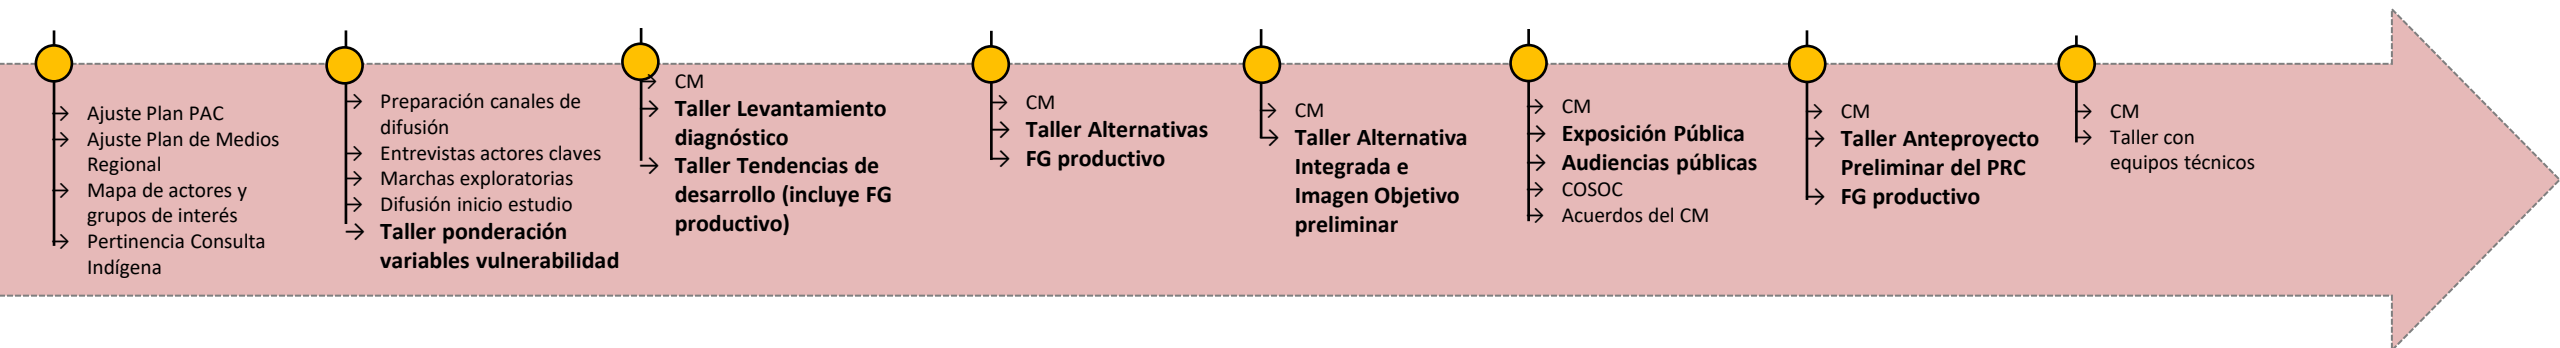 Ajuste Plan PAC
Ajuste Plan de Medios
Regional
Mapa de actores y
grupos de interés
Pertinencia Consulta
Indígena
Preparación canales de
difusión
Entrevistas actores claves
Marchas exploratorias
Difusión inicio estudio
Taller ponderación
variables vulnerabilidad
CM
Taller Levantamiento
diagnóstico
Taller Tendencias de
desarrollo (incluye FG
productivo)
CM
Taller Alternativas
FG productivo
CM
Taller Alternativa
Integrada e
Imagen Objetivo
preliminar
CM
Exposición Pública
Audiencias públicas
COSOC
Acuerdos del CM
CM
Taller Anteproyecto
Preliminar del PRC
FG productivo
CM
Taller con
equipos técnicos